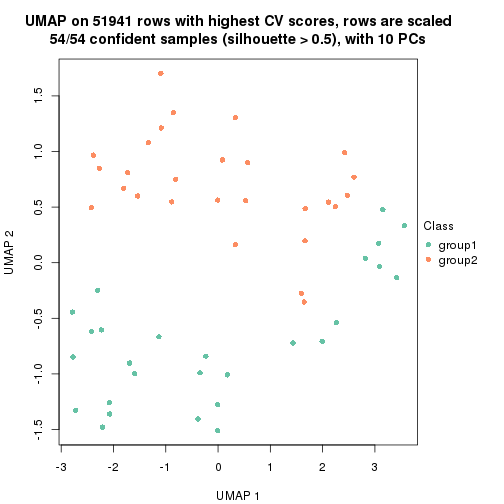 UMAP on 51941 rows with highest CV scores, rows are scaled
54/54 confident samples (silhouette > 0.5), with 10 PCs
1.5
1.0
0.5
0.0
-0.5
-1.0
-1.5
UMAP 2
-3
-2
-1
0
1
2
3
UMAP 1
Class
group1
group2